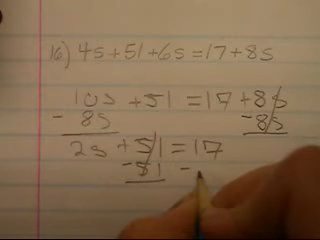 16) 4s+51+6s=17+8s
10s +51 =17+8s
- 8s -8s
2s +51=17
-51 -